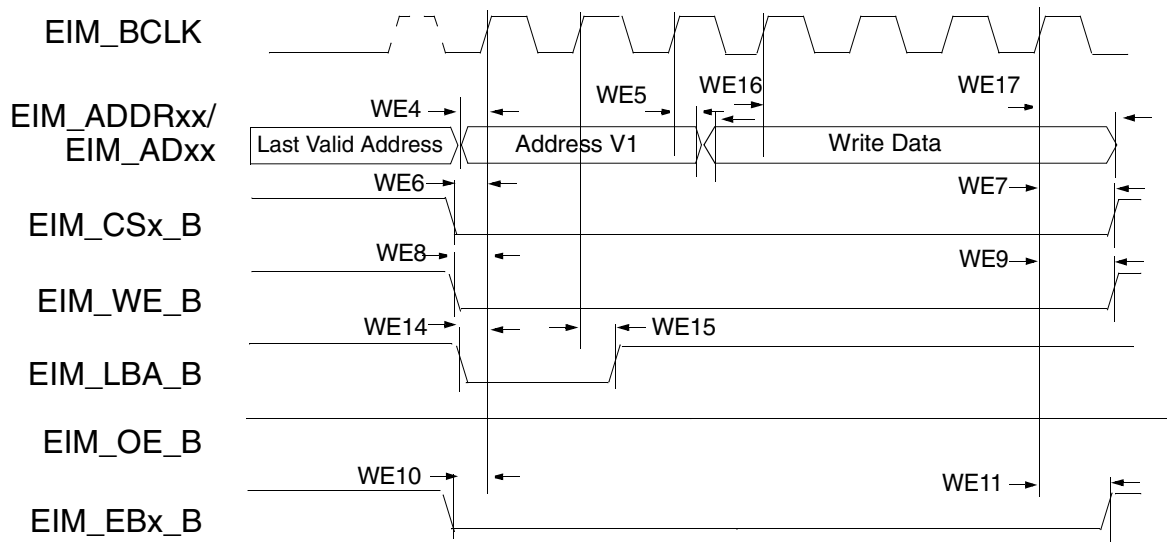 EIM_BCLK
WE4
WE5
WE16
WE17
EIM_ADDRxx/
EIM_ADxx
Last Valid Address
Address V1
Write Data
WE6
WE7
EIM_CSx_B
WE8
WE9
EIM_WE_B
WE14
WE15
EIM_LBA_B
EIM_OE_B
WE10
WE11
EIM_EBx_B